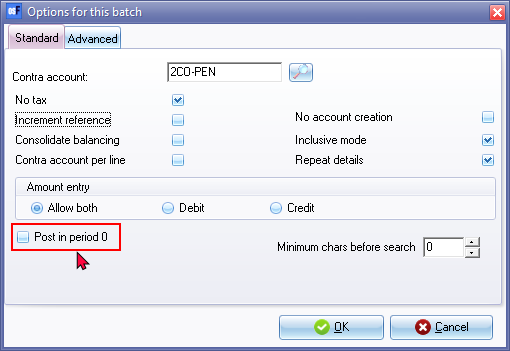 Options for this batch
Standard
Advanced
Contra account: 2CO-PEN
No tax
Increment reference
No account creation
Consolidate balancing
Inclusive mode
Contra account per line
Repeat details
Amount entry
Allow both
Debit
Credit
Post in period 0
Minimum chars before search 0
OK
Cancel